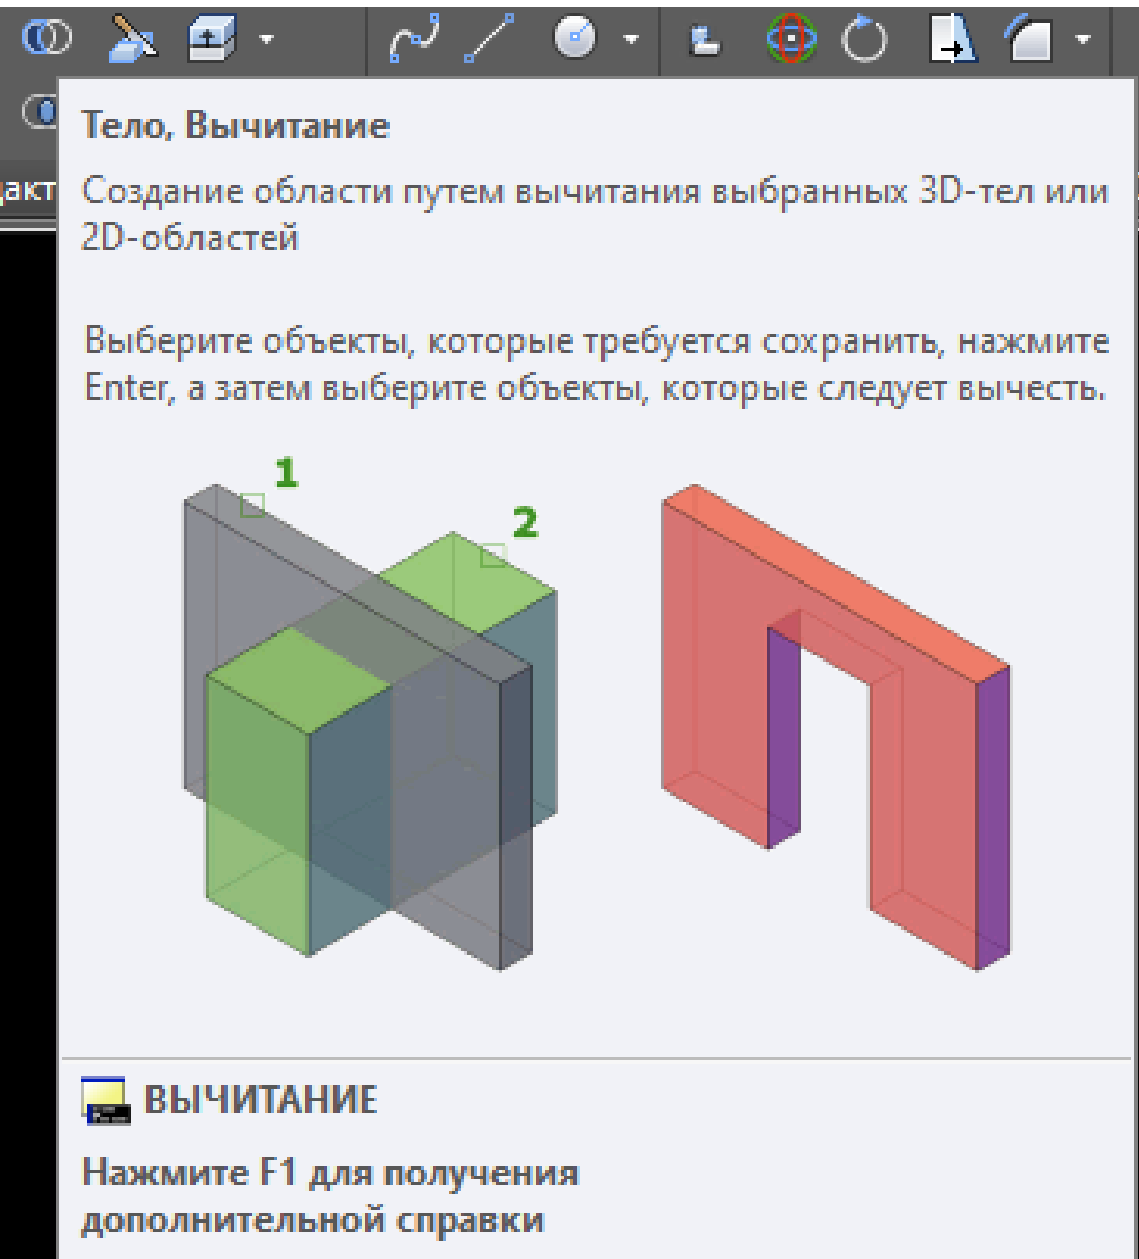 Тело, Вычитание
акт
Создание области путем вычитания выбранных 3D-тел или
2D-областей
Выберите объекты, которые требуется сохранить, нажмите
Enter, а затем выберите объекты, которые следует вычесть.
1
2
ВЫЧИТАНИЕ
Нажмите F1 для получения
дополнительной справки